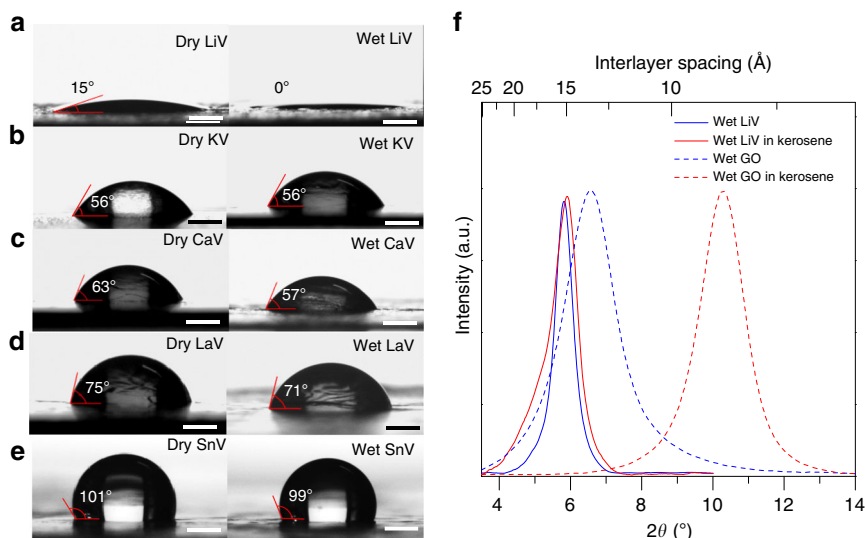 a
Dry LiV
Wet LiV
15°
0°
b
Dry KV
Wet KV
56°
56°
c
Dry CaV
Wet CaV
63°
57°
d
Dry LaV
Wet LaV
75°
71°
e
Dry SnV
Wet SnV
101°
99°
f
Interlayer spacing (Å)
25 20 15 10
Wet LiV
Wet LiV in kerosene
Wet GO
Wet GO in kerosene
Intensity (a.u.)
4 6 8 10 12 14
2θ (°)